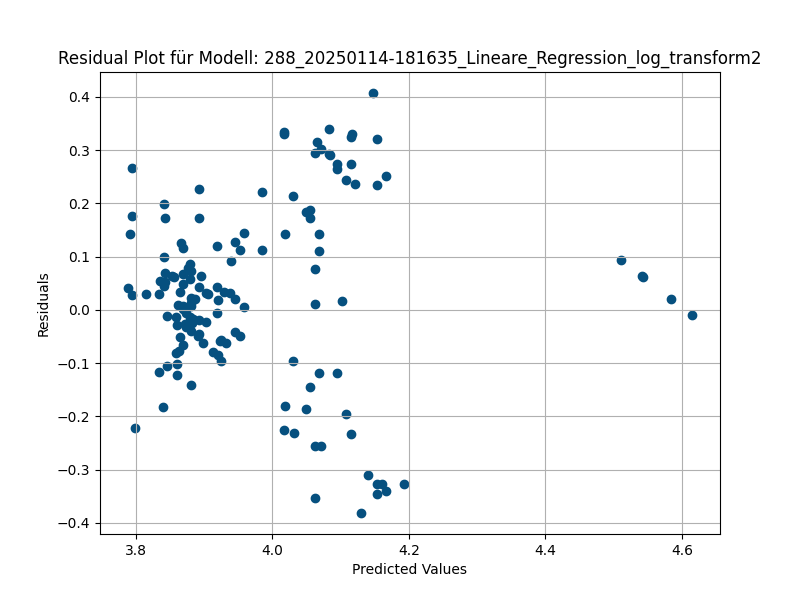 Residual Plot für Modell: 288_20250114-181635_Lineare_Regression_log_transform2
0.4
0.3
0.2
0.1
0.0
−0.1
−0.2
−0.3
−0.4
Residuals
3.8 4.0 4.2 4.4 4.6
Predicted Values